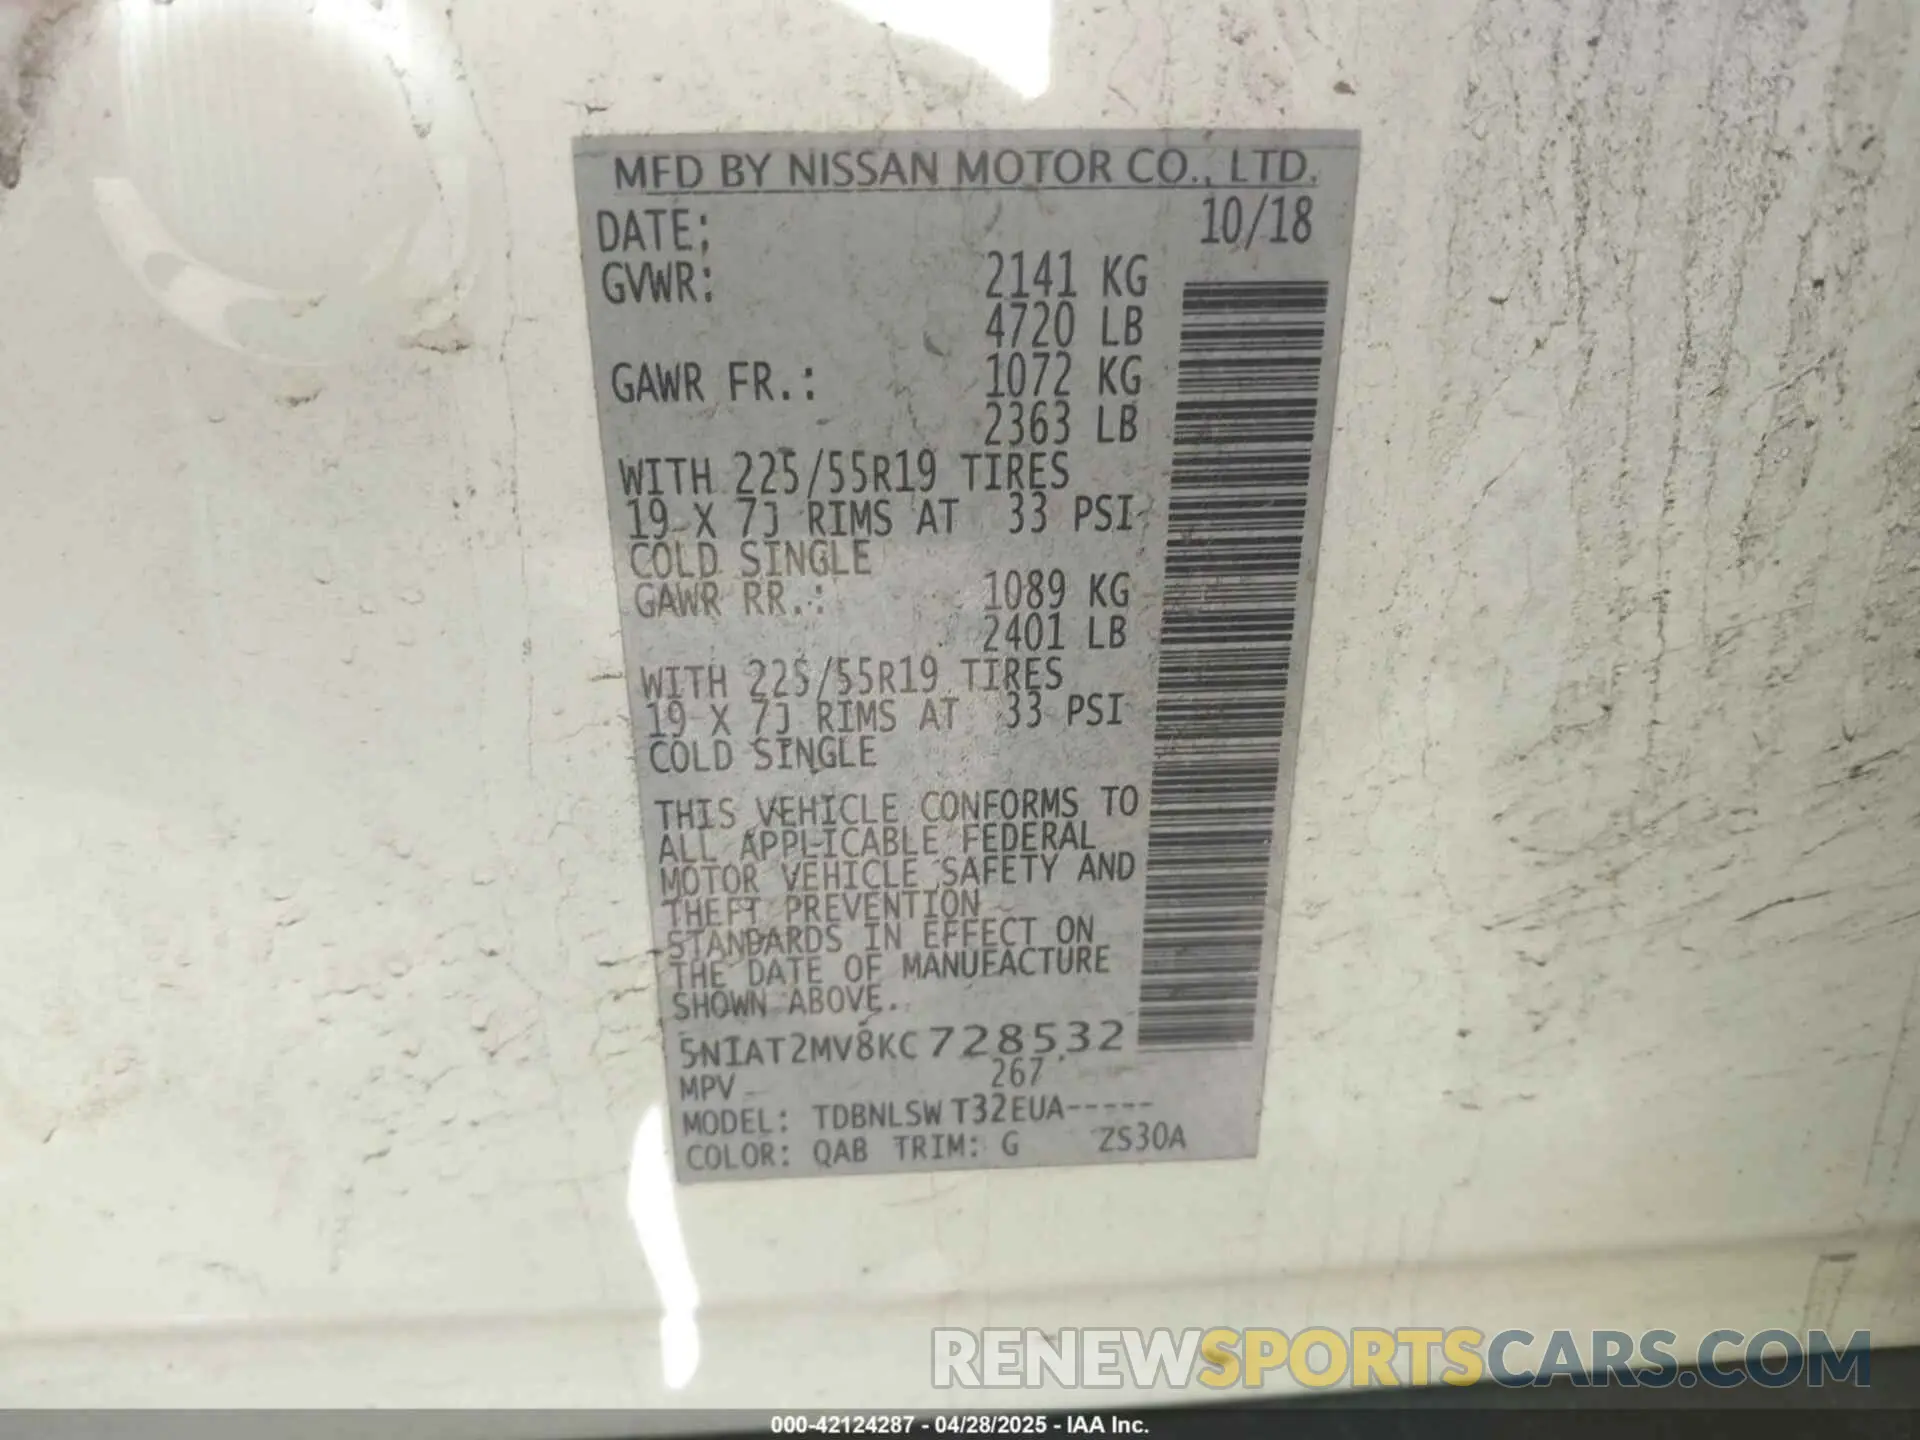 MFD BY NISSAN MOTOR CO., LTD.
DATE: 10/18
GVWR: 2141 KG
4720 LB
GAWR FR.: 1072 KG
2363 LB
WITH 225/55R19 TIRES
19 X 7J RIMS AT 33 PSI
COLD SINGLE
GAWR RR.: 1089 KG
2401 LB
WITH 225/55R19 TIRES
19 X 7J RIMS AT 33 PSI
COLD SINGLE
THIS VEHICLE CONFORMS TO
ALL APPLICABLE FEDERAL
MOTOR VEHICLE SAFETY AND
THEFT PREVENTION
STANDARDS IN EFFECT ON
THE DATE OF MANUFACTURE
SHOWN ABOVE.
5N1AT2MV8KC728532
MPV 267
MODEL: TDBNLSW T32EUA-----
COLOR: QAB TRIM: G ZS30A
RENEWSPORTSCARS.COM
000-42124287 - 04/28/2025 - IAA Inc.